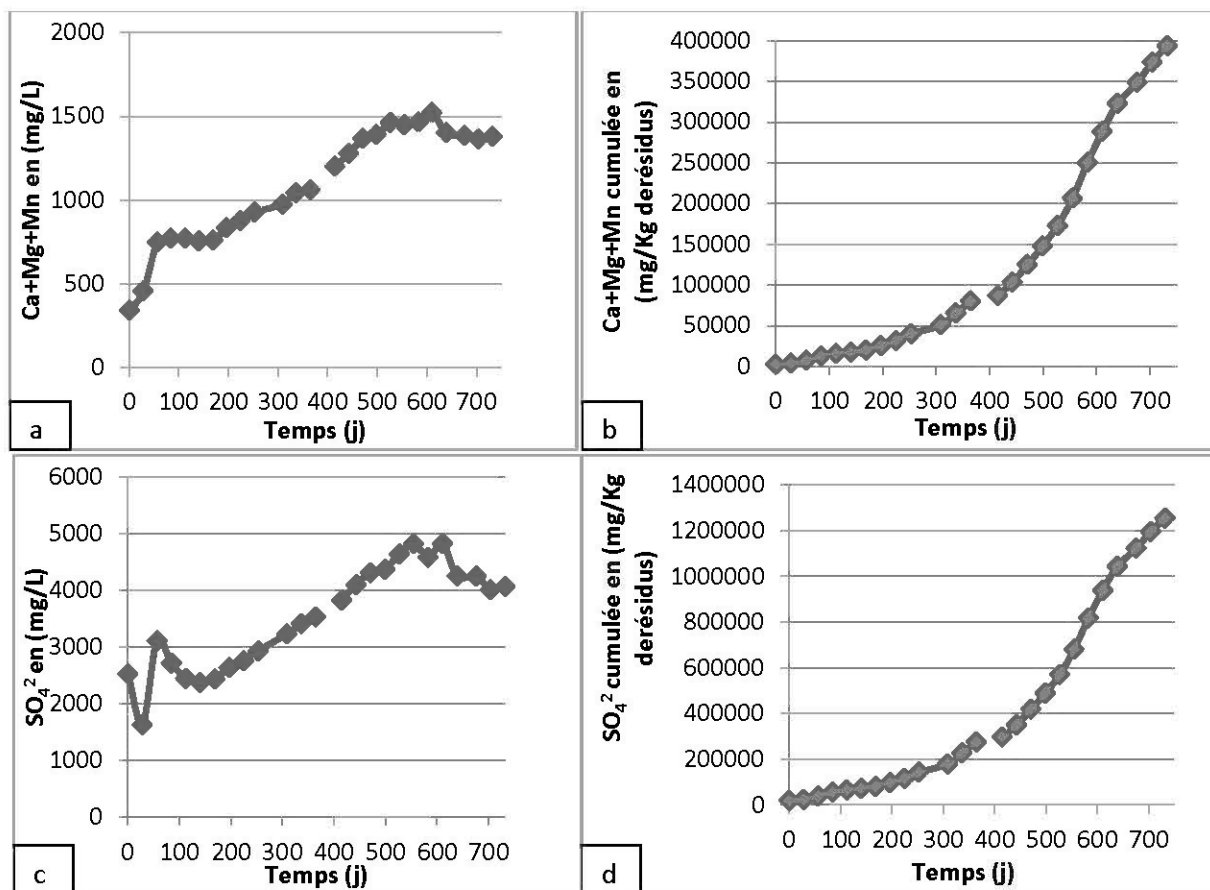 2000
1500
1000
500
0
Ca+Mg+Mn en (mg/L)
0 100 200 300 400 500 600 700
Temps (j)
a
400000
350000
300000
250000
200000
150000
100000
50000
0
Ca+Mg+Mn cumulée en
(mg/Kg derésidus)
0 100 200 300 400 500 600 700
Temps (j)
b
6000
5000
4000
3000
2000
1000
0
SO₄² en (mg/L)
0 100 200 300 400 500 600 700
Temps (j)
c
1400000
1200000
1000000
800000
600000
400000
200000
0
SO₄² cumulée en (mg/Kg
derésidus)
0 100 200 300 400 500 600 700
Temps (j)
d